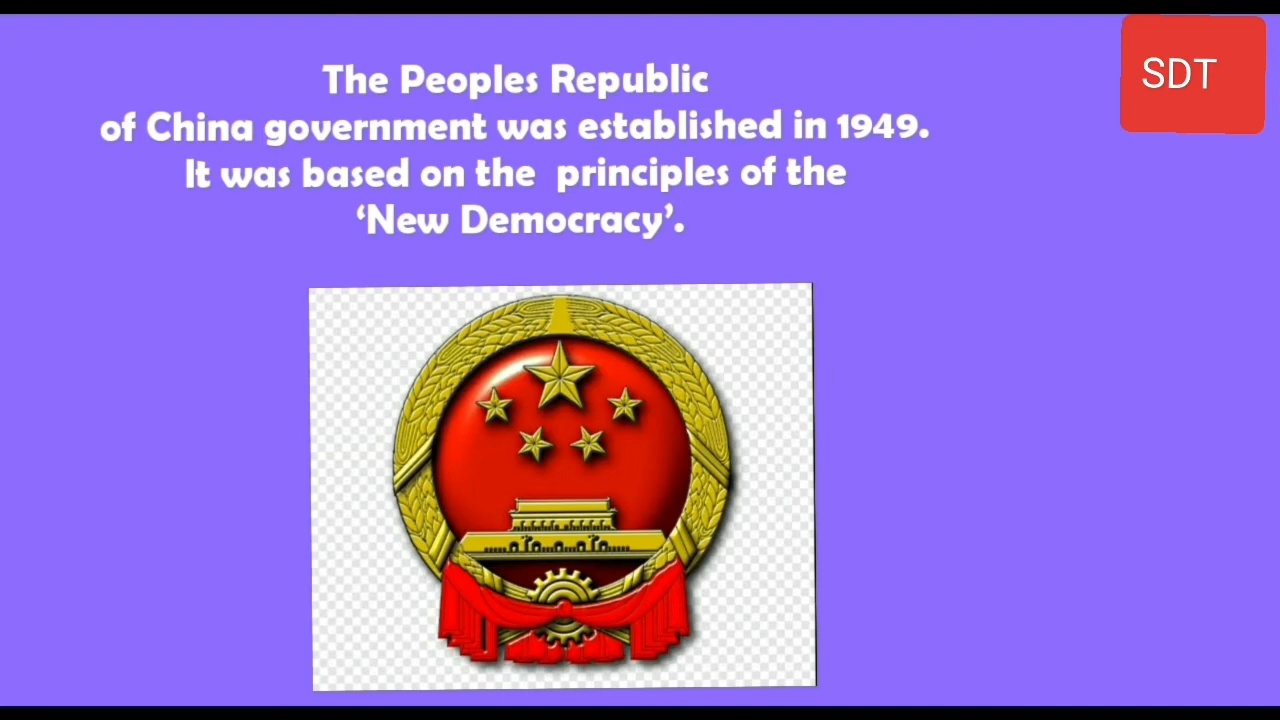 The Peoples Republic
of China government was established in 1949.
It was based on the  principles of the
‘New Democracy’.
SDT